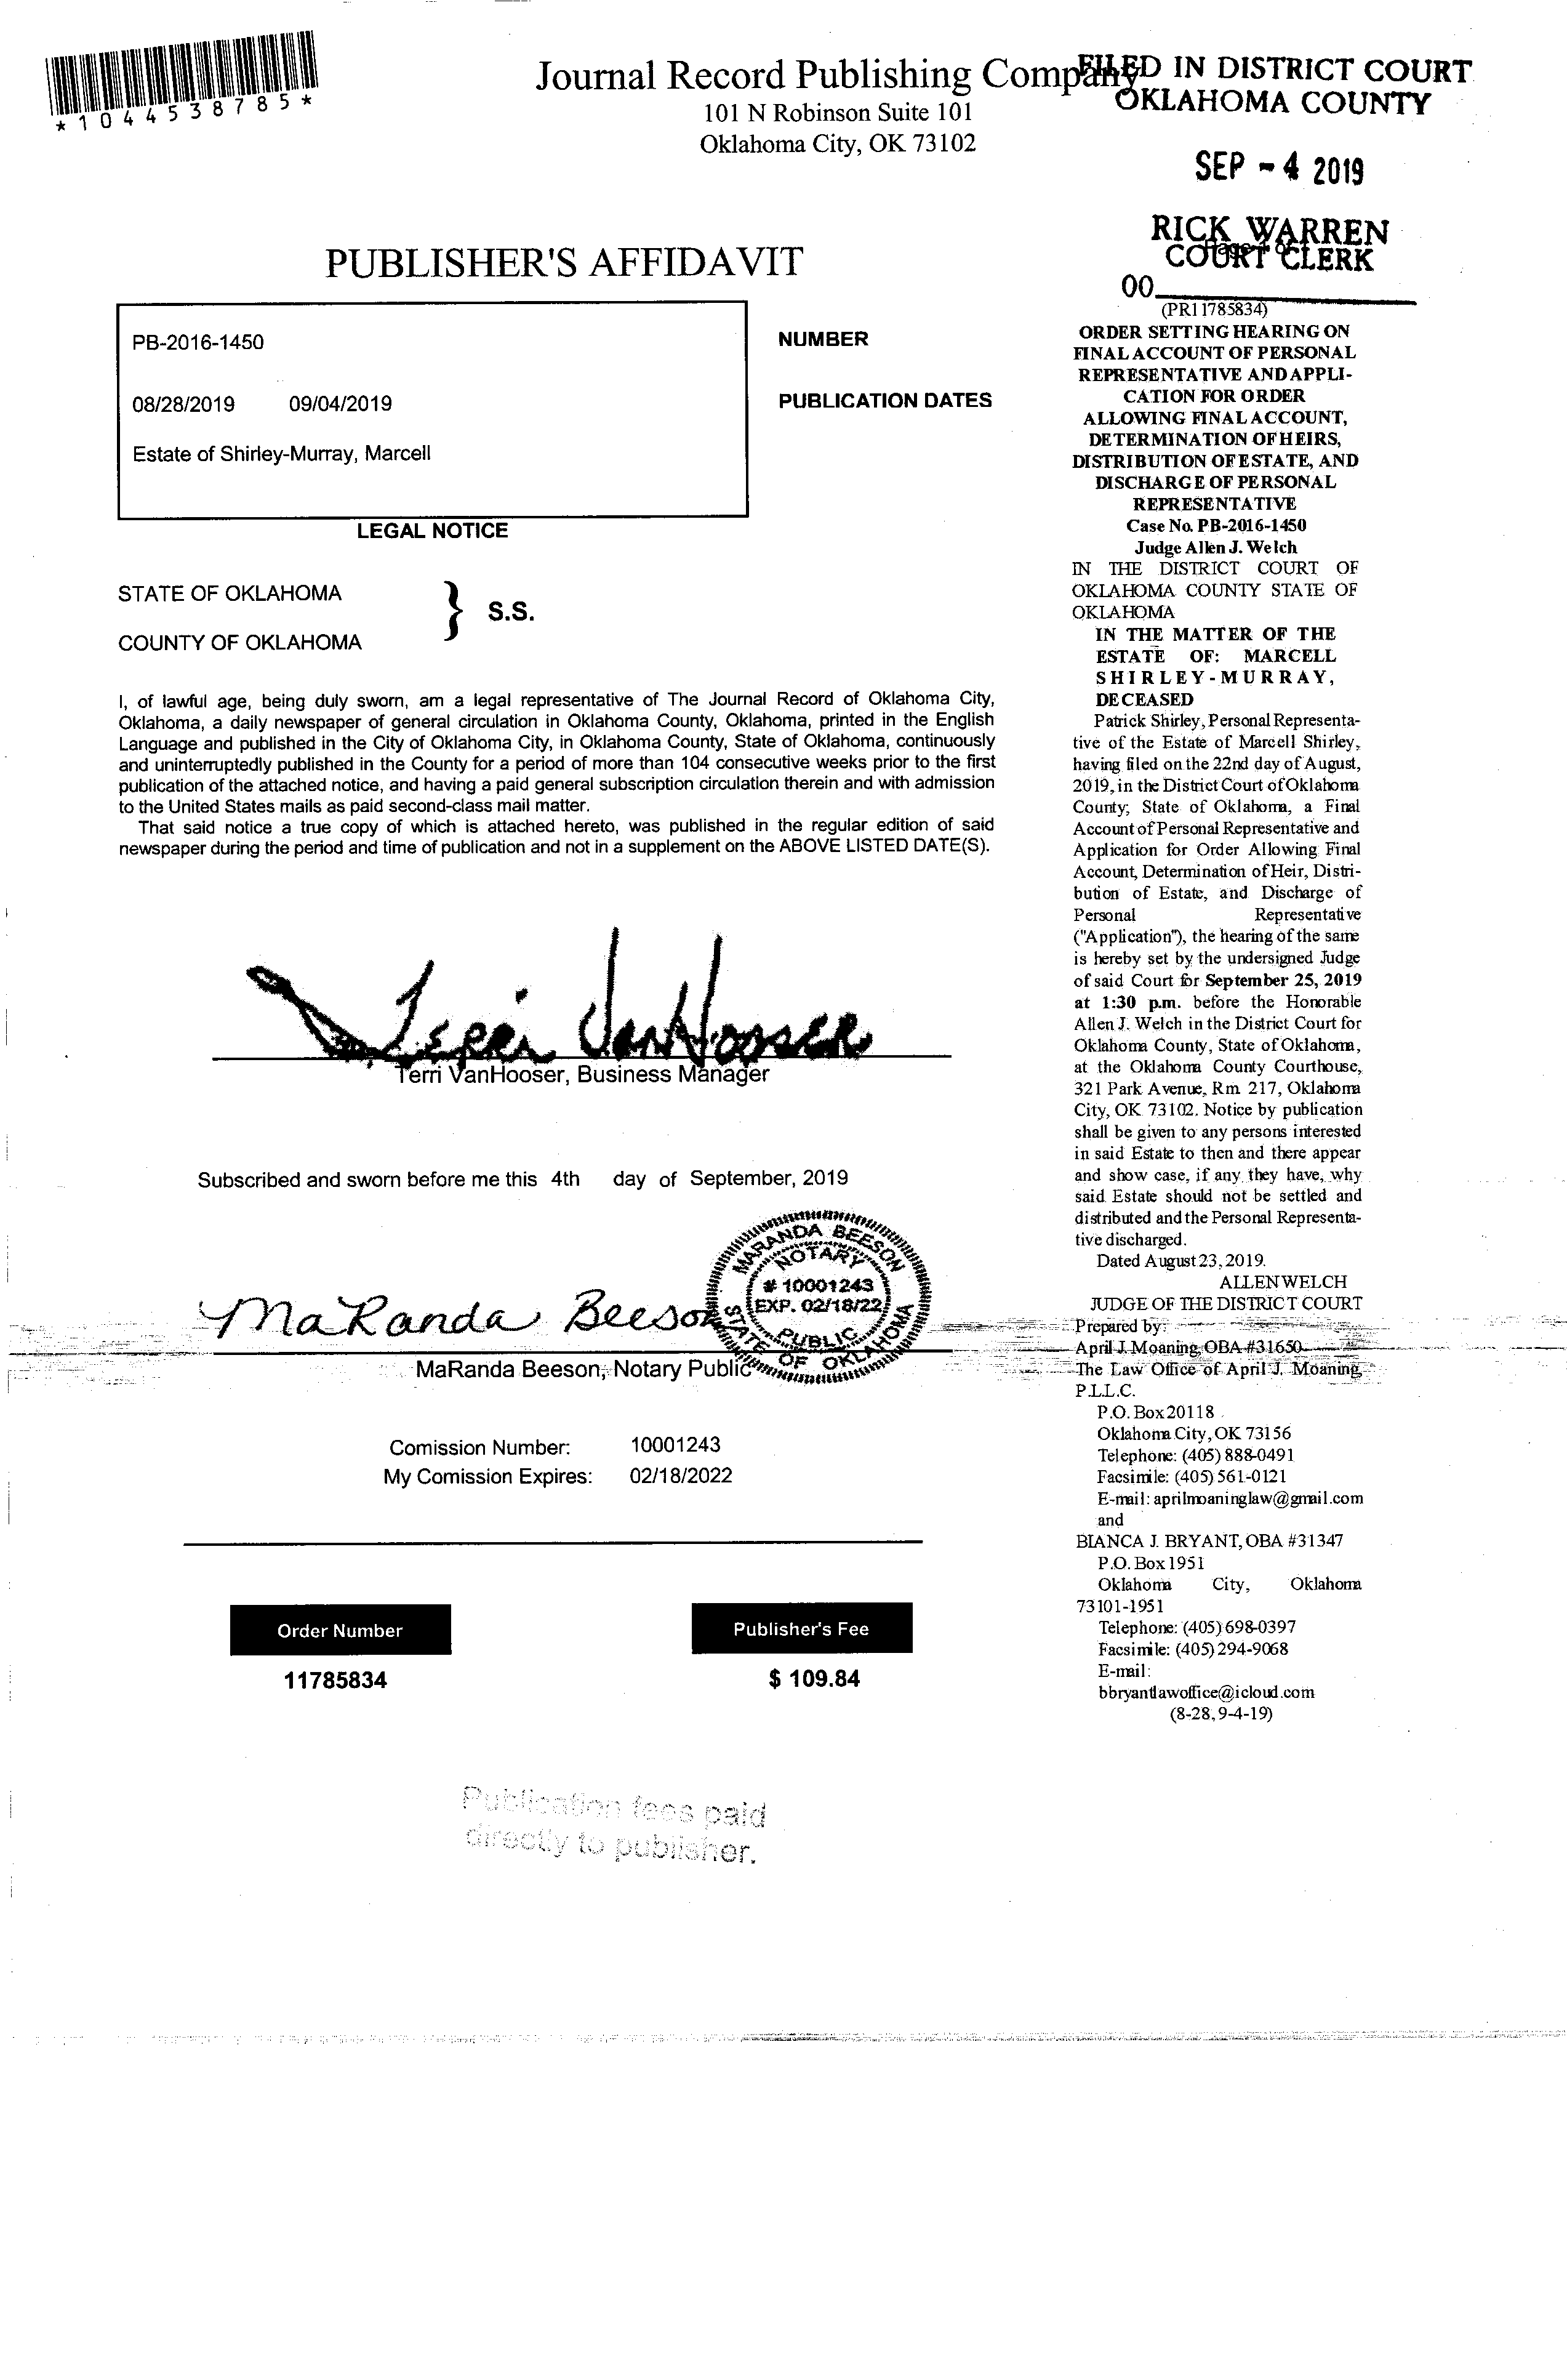 *1044538785*
Journal Record Publishing Company
101 N Robinson Suite 101
Oklahoma City, OK 73102
FILED IN DISTRICT COURT
OKLAHOMA COUNTY
SEP - 4 2019
RICK WARREN
COURT CLERK
00
PUBLISHER'S AFFIDAVIT
PB-2016-1450
NUMBER
08/28/2019 09/04/2019
PUBLICATION DATES
Estate of Shirley-Murray, Marcell
LEGAL NOTICE
STATE OF OKLAHOMA
} S.S.
COUNTY OF OKLAHOMA
I, of lawful age, being duly sworn, am a legal representative of The Journal Record of Oklahoma City,
Oklahoma, a daily newspaper of general circulation in Oklahoma County, Oklahoma, printed in the English
Language and published in the City of Oklahoma City, in Oklahoma County, State of Oklahoma, continuously
and uninterruptedly published in the County for a period of more than 104 consecutive weeks prior to the first
publication of the attached notice, and having a paid general subscription circulation therein and with admission
to the United States mails as paid second-class mail matter.
That said notice a true copy of which is attached hereto, was published in the regular edition of said
newspaper during the period and time of publication and not in a supplement on the ABOVE LISTED DATE(S).
Terri VanHooser
Terri VanHooser, Business Manager
Subscribed and sworn before me this 4th day of September, 2019
MaRanda Beeson
MARANDA BEESON
NOTARY
# 10001243
EXP. 02/18/22
PUBLIC
STATE OF OKLAHOMA
MaRanda Beeson, Notary Public
Comission Number: 10001243
My Comission Expires: 02/18/2022
Order Number
Publisher's Fee
11785834
$ 109.84
Publication fees paid
directly to publisher.
(PR11785834)
ORDER SETTING HEARING ON
FINAL ACCOUNT OF PERSONAL
REPRESENTATIVE AND APPLI-
CATION FOR ORDER
ALLOWING FINAL ACCOUNT,
DETERMINATION OF HEIRS,
DISTRIBUTION OF ESTATE, AND
DISCHARGE OF PERSONAL
REPRESENTATIVE
Case No. PB-2016-1450
Judge Allen J. Welch
IN THE DISTRICT COURT OF
OKLAHOMA COUNTY STATE OF
OKLAHOMA
IN THE MATTER OF THE
ESTATE OF: MARCELL
SHIRLEY-MURRAY,
DECEASED
Patrick Shirley, Personal Representa-
tive of the Estate of Marcell Shirley,
having filed on the 22nd day of August,
2019, in the District Court of Oklahoma
County, State of Oklahoma, a Final
Account of Personal Representative and
Application for Order Allowing Final
Account, Determination of Heir, Distri-
bution of Estate, and Discharge of
Personal Representative
("Application"), the hearing of the same
is hereby set by the undersigned Judge
of said Court for September 25, 2019
at 1:30 p.m. before the Honorable
Allen J. Welch in the District Court for
Oklahoma County, State of Oklahoma,
at the Oklahoma County Courthouse,
321 Park Avenue, Rm 217, Oklahoma
City, OK 73102. Notice by publication
shall be given to any persons interested
in said Estate to then and there appear
and show case, if any they have, why
said Estate should not be settled and
distributed and the Personal Representa-
tive discharged.
Dated August 23, 2019.
ALLEN WELCH
JUDGE OF THE DISTRICT COURT
Prepared by:
April J. Moaning, OBA #31650
The Law Office of April J. Moaning,
P.L.L.C.
P.O. Box 20118
Oklahoma City, OK 73156
Telephone: (405) 888-0491
Facsimile: (405) 561-0121
E-mail: aprilmoaninglaw@gmail.com
and
BIANCA J. BRYANT, OBA #31347
P.O. Box 1951
Oklahoma City, Oklahoma
73101-1951
Telephone: (405) 698-0397
Facsimile: (405) 294-9068
E-mail:
bbryantlawoffice@icloud.com
(8-28, 9-4-19)